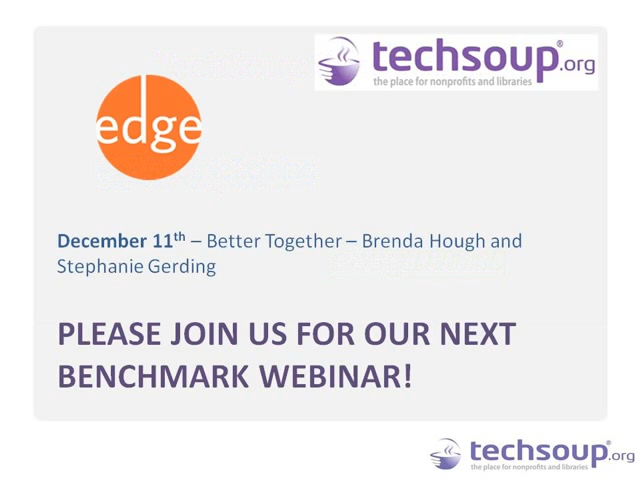 techsoup®.org
the place for nonprofits and libraries
edge
December 11th – Better Together – Brenda Hough and
Stephanie Gerding
PLEASE JOIN US FOR OUR NEXT
BENCHMARK WEBINAR!
techsoup®.org
the place for nonprofits and libraries